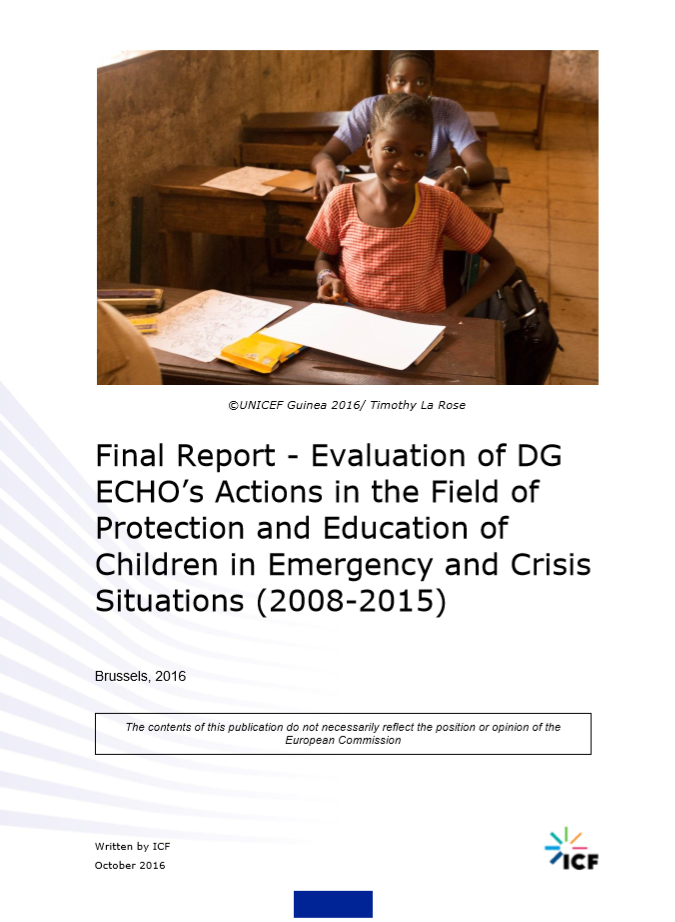 ©UNICEF Guinea 2016/ Timothy La Rose
Final Report - Evaluation of DG
ECHO’s Actions in the Field of
Protection and Education of
Children in Emergency and Crisis
Situations (2008-2015)
Brussels, 2016
The contents of this publication do not necessarily reflect the position or opinion of the
European Commission
Written by ICF
October 2016
ICF